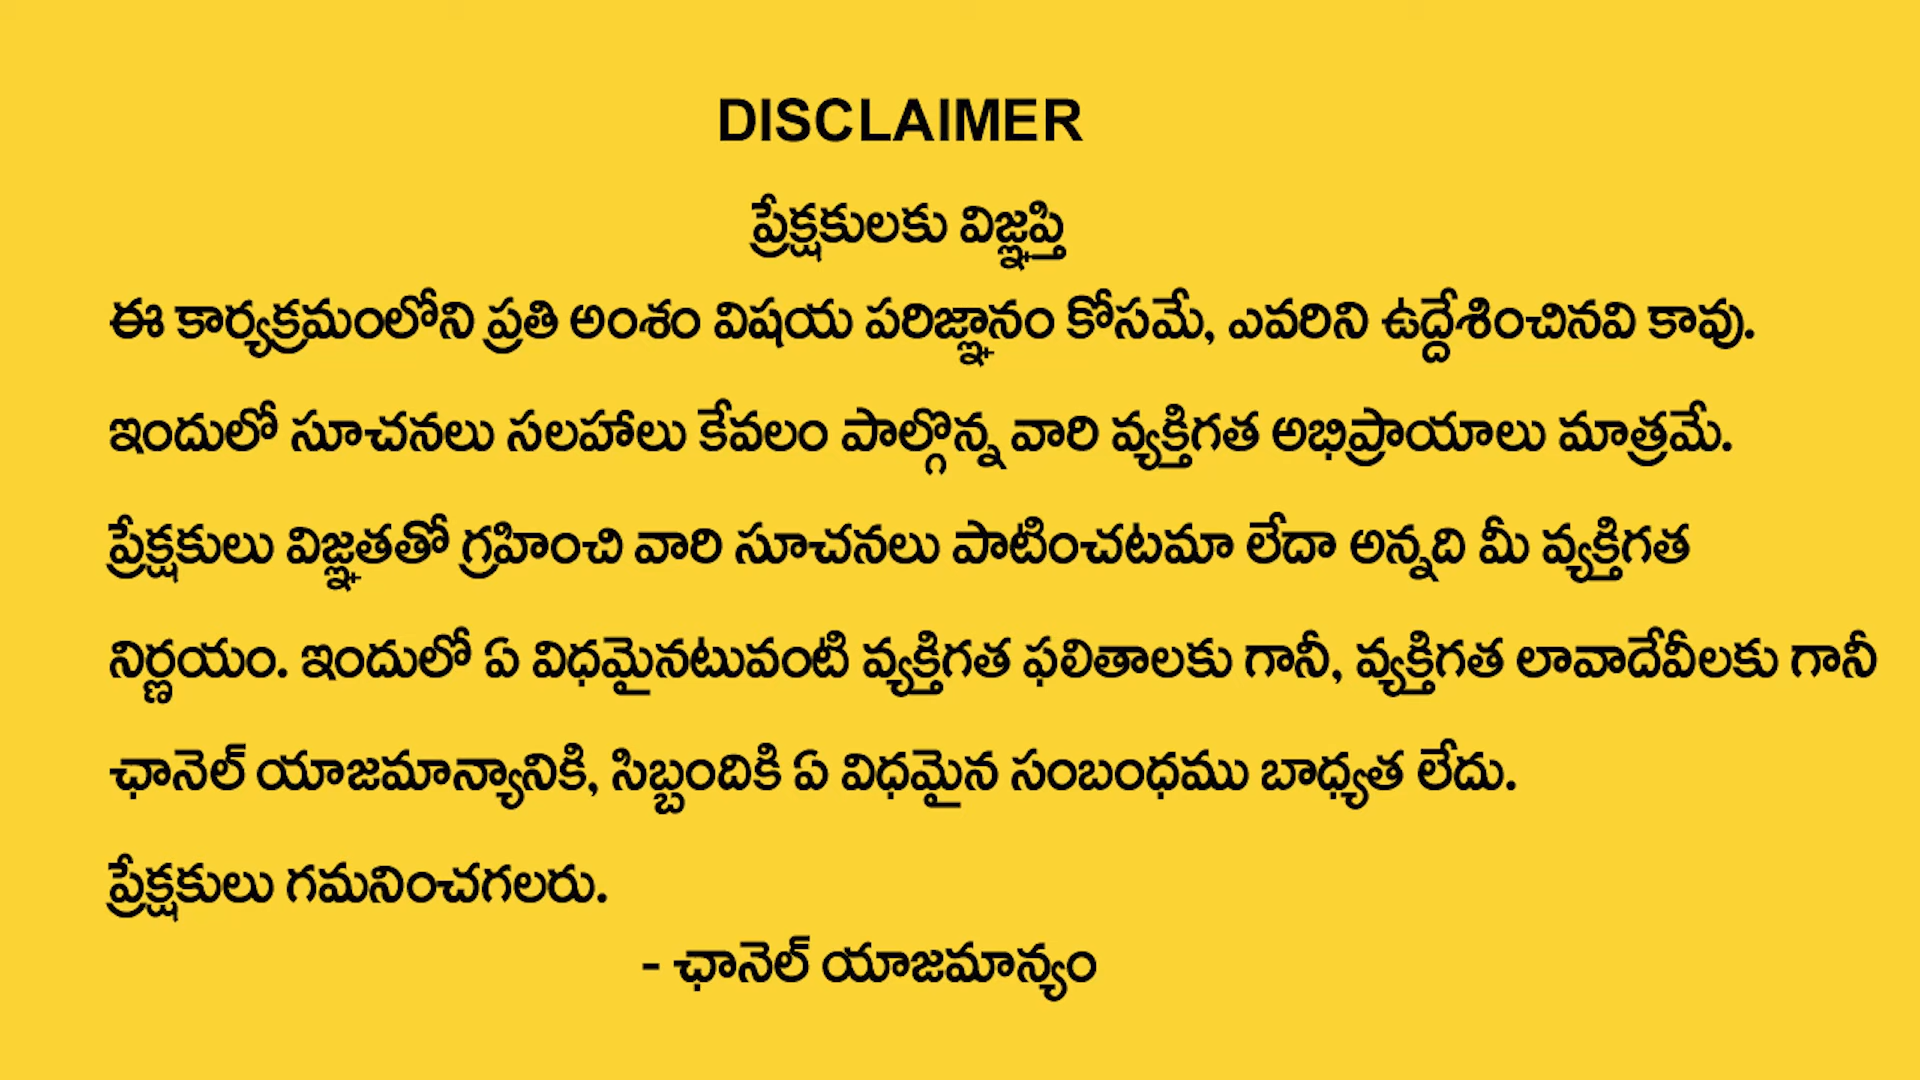 DISCLAIMER
ప్రేక్షకులకు విజ్ఞప్తి
ఈ కార్యక్రమంలోని ప్రతి అంశం విషయ పరిజ్ఞానం కోసమే, ఎవరిని ఉద్దేశించినవి కావు.
ఇందులో సూచనలు సలహాలు కేవలం పాల్గొన్న వారి వ్యక్తిగత అభిప్రాయాలు మాత్రమే.
ప్రేక్షకులు విజ్ఞతతో గ్రహించి వారి సూచనలు పాటించటమా లేదా అన్నది మీ వ్యక్తిగత
నిర్ణయం. ఇందులో ఏ విధమైనటువంటి వ్యక్తిగత ఫలితాలకు గానీ, వ్యక్తిగత లావాదేవీలకు గానీ
ఛానెల్ యాజమాన్యానికి, సిబ్బందికి ఏ విధమైన సంబంధము బాధ్యత లేదు.
ప్రేక్షకులు గమనించగలరు.
- ఛానెల్ యాజమాన్యం